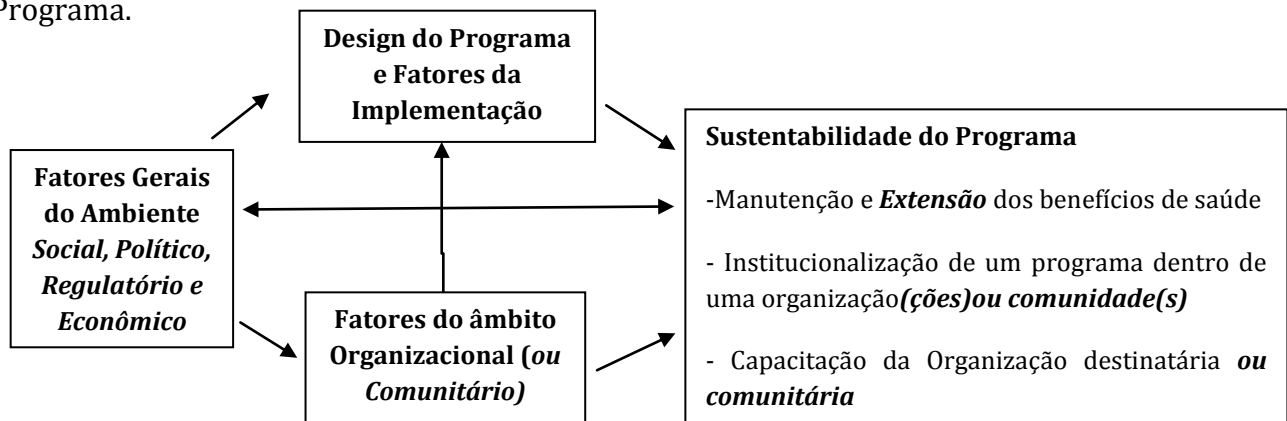 Programa.
Design do Programa
e Fatores da
Implementação
Fatores Gerais
do Ambiente
Social, Político,
Regulatório e
Econômico
Fatores do âmbito
Organizacional (ou
Comunitário)
Sustentabilidade do Programa
-Manutenção e Extensão dos benefícios de saúde
- Institucionalização de um programa dentro de
uma organização(ções)ou comunidade(s)
- Capacitação da Organização destinatária ou
comunitária